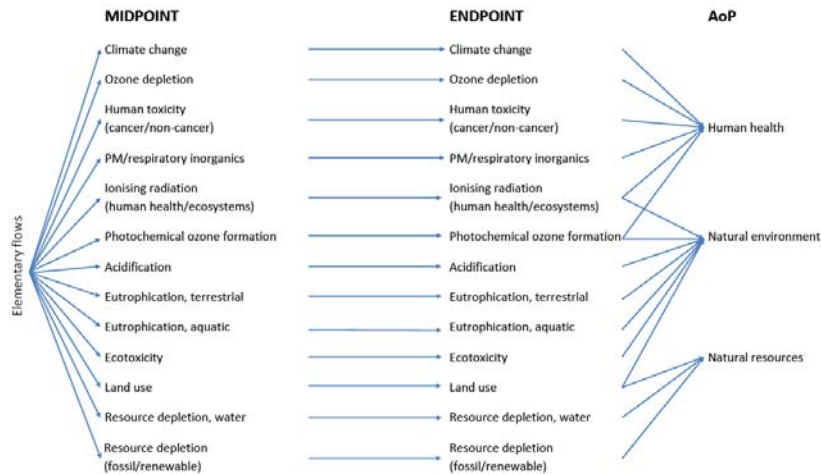 MIDPOINT ENDPOINT AoP
Climate change Climate change
Ozone depletion Ozone depletion
Human toxicity Human toxicity
(cancer/non-cancer) (cancer/non-cancer) Human health
PM/respiratory inorganics PM/respiratory inorganics
Ionising radiation Ionising radiation
(human health/ecosystems) (human health/ecosystems)
Elementary flows
Photochemical ozone formation Photochemical ozone formation Natural environment
Acidification Acidification
Eutrophication, terrestrial Eutrophication, terrestrial
Eutrophication, aquatic Eutrophication, aquatic
Ecotoxicity Ecotoxicity Natural resources
Land use Land use
Resource depletion, water Resource depletion, water
Resource depletion Resource depletion
(fossil/renewable) (fossil/renewable)